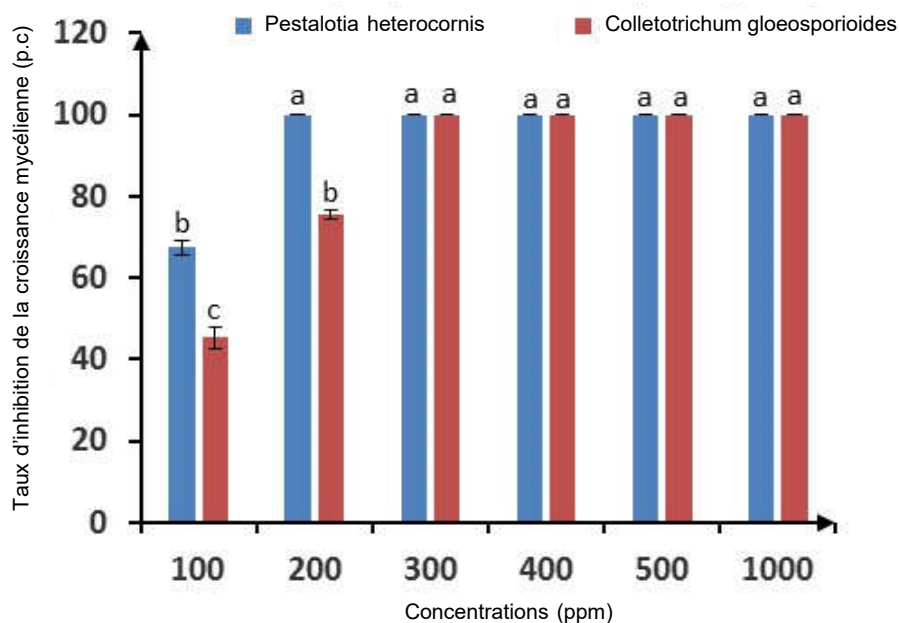 Pestalotia heterocornis Colletotrichum gloeosporioides
Taux d'inhibition de la croissance mycélienne (p.c)
120
100
80
60
40
20
0
b
c
a
b
a a
a a
a a
a a
100 200 300 400 500 1000
Concentrations (ppm)